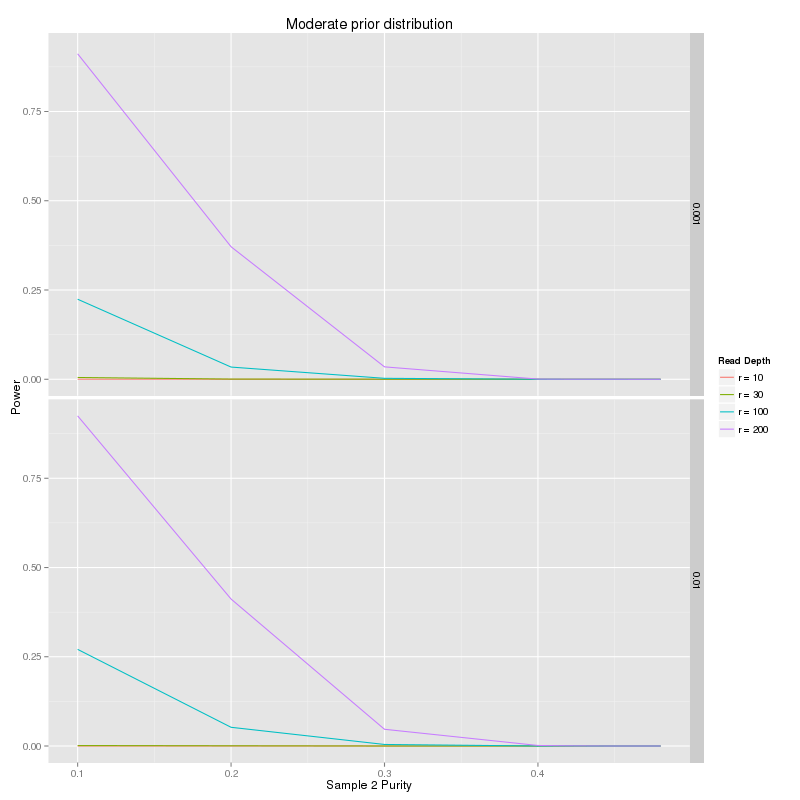 Moderate prior distribution
0.75
0.50
0.25
0.00
0.001
Power
0.75
0.50
0.25
0.00
0.01
0.1 0.2 0.3 0.4
Sample 2 Purity
Read Depth
r = 10
r = 30
r = 100
r = 200